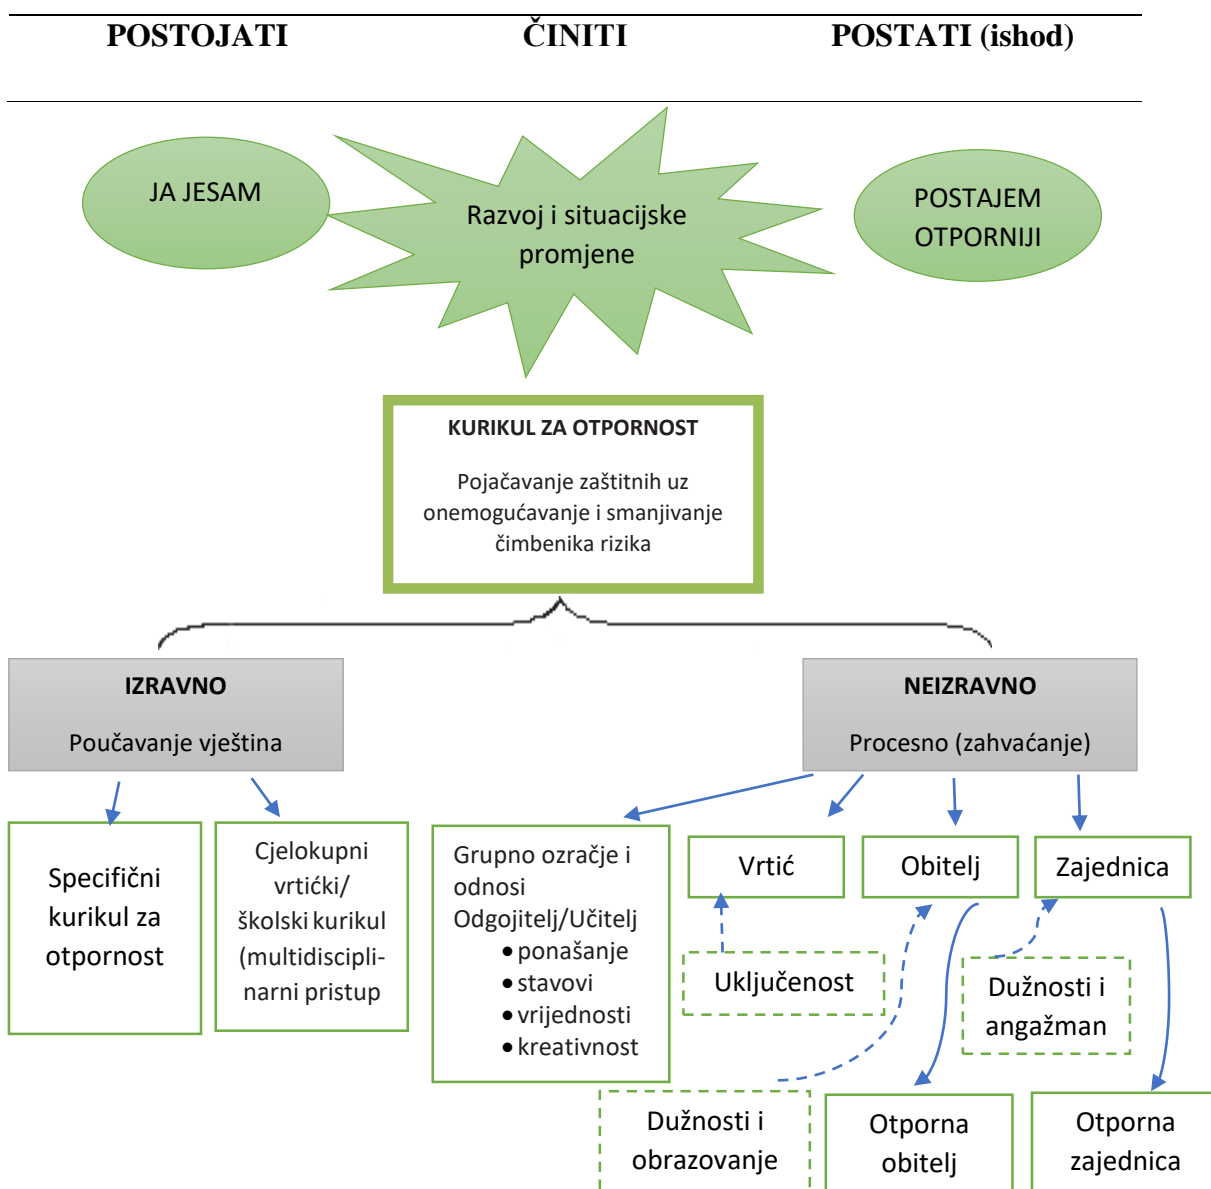 POSTOJATI ČINITI POSTATI (ishod)
JA JESAM
Razvoj i situacijske
promjene
POSTAJEM
OTPORNIJI
KURIKUL ZA OTPORNOST
Pojačavanje zaštitnih uz
onemogućavanje i smanjivanje
čimbenika rizika
IZRAVNO
Poučavanje vještina
NEIZRAVNO
Procesno (zahvaćanje)
Specifični
kurikul za
otpornost
Cjelokupni
vrtićki/
školski kurikul
(multidiscipli-
narni pristup
Grupno ozračje i
odnosi
Odgojitelj/Učitelj
• ponašanje
• stavovi
• vrijednosti
• kreativnost
Vrtić
Obitelj
Zajednica
Uključenost
Dužnosti i
angažman
Dužnosti i
obrazovanje
Otporna
obitelj
Otporna
zajednica